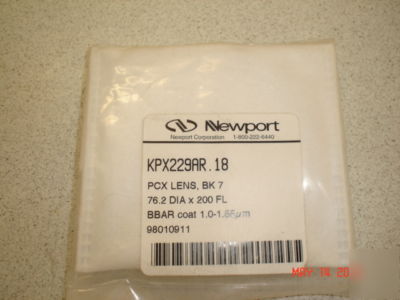 Newport
Newport Corporation 1-800-222-6440
KPX229AR.18
PCX LENS, BK 7
76.2 DIA x 200 FL
BBAR coat 1.0-1.55µm
98010911
MAY 14 20